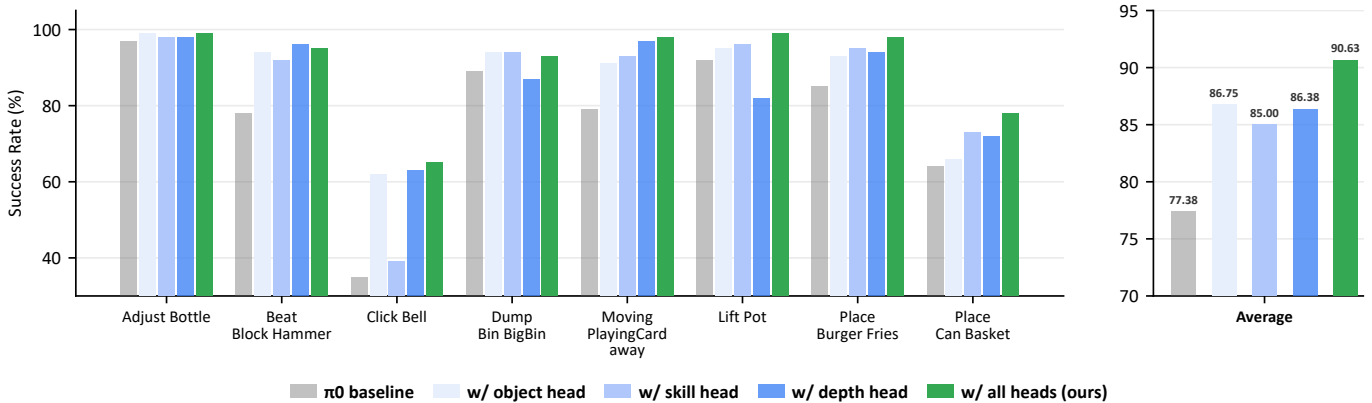 Success Rate (%)
100
80
60
40
Adjust Bottle
Beat
Block Hammer
Click Bell
Dump
Bin BigBin
Moving
PlayingCard
away
Lift Pot
Place
Burger Fries
Place
Can Basket
95
90
85
80
75
70
77.38
86.75
85.00
86.38
90.63
Average
π0 baseline
w/ object head
w/ skill head
w/ depth head
w/ all heads (ours)